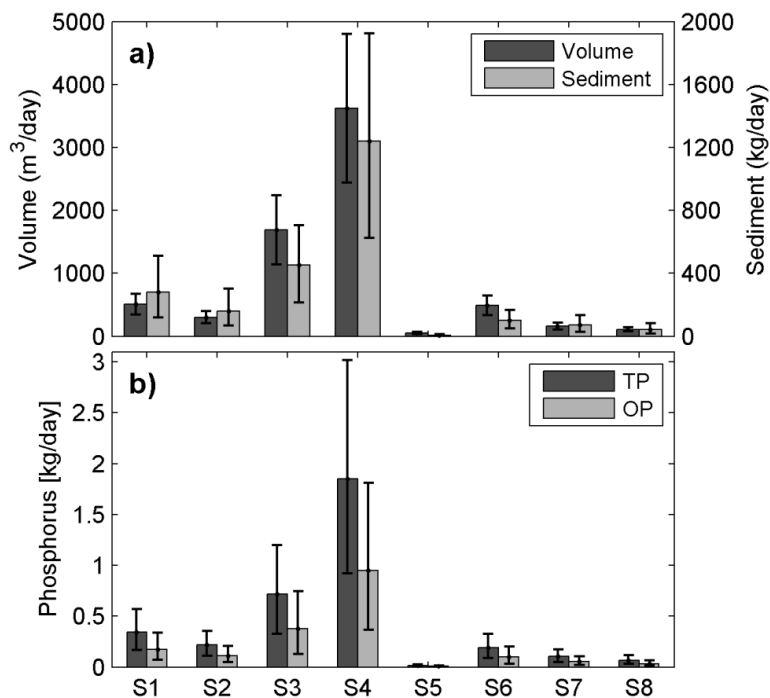 a)
Volume
Sediment
Volume (m³/day)
5000
4000
3000
2000
1000
0
Sediment (kg/day)
2000
1600
1200
800
400
0
b)
TP
OP
Phosphorus [kg/day]
3
2.5
2
1.5
1
0.5
0
S1 S2 S3 S4 S5 S6 S7 S8